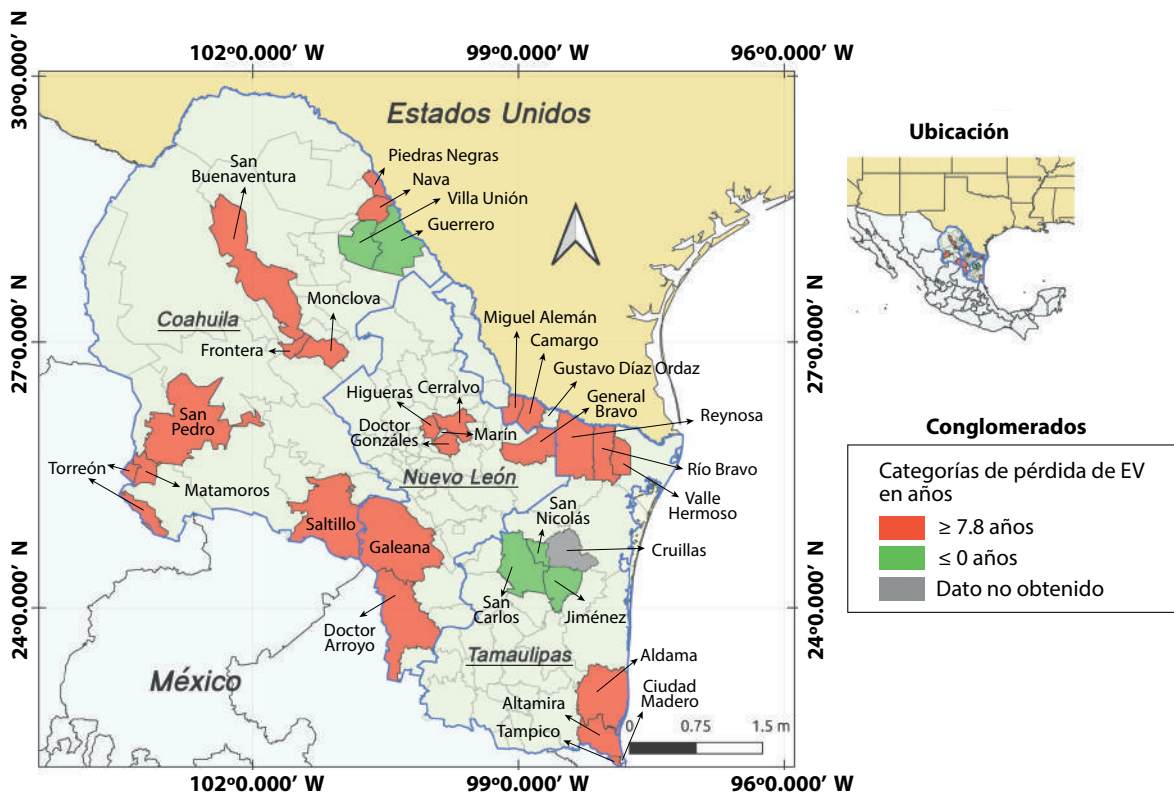 102º0.000' W
99º0.000' W
96º0.000' W
30º0.000' N
27º0.000' N
24º0.000' N
Estados Unidos
Piedras Negras
San
Buenaventura
Nava
Villa Unión
Guerrero
Monclova
Coahuila
Frontera
Miguel Alemán
Camargo
Gustavo Díaz Ordaz
General
Bravo
Reynosa
Cerralvo
Higueras
Marín
Doctor
Gonzáles
San
Pedro
Río Bravo
Torreón
Matamoros
Nuevo León
Valle
Hermoso
San
Nicolás
Saltillo
Galeana
Cruillas
San
Carlos
Jiménez
Doctor
Arroyo
Tamaulipas
Aldama
México
Altamira
Ciudad
Madero
Tampico
0 0.75 1.5 m
102º0.000' W
99º0.000' W
96º0.000' W
27º0.000' N
24º0.000' N
Ubicación
Conglomerados
Categorías de pérdida de EV
en años
≥ 7.8 años
≤ 0 años
Dato no obtenido